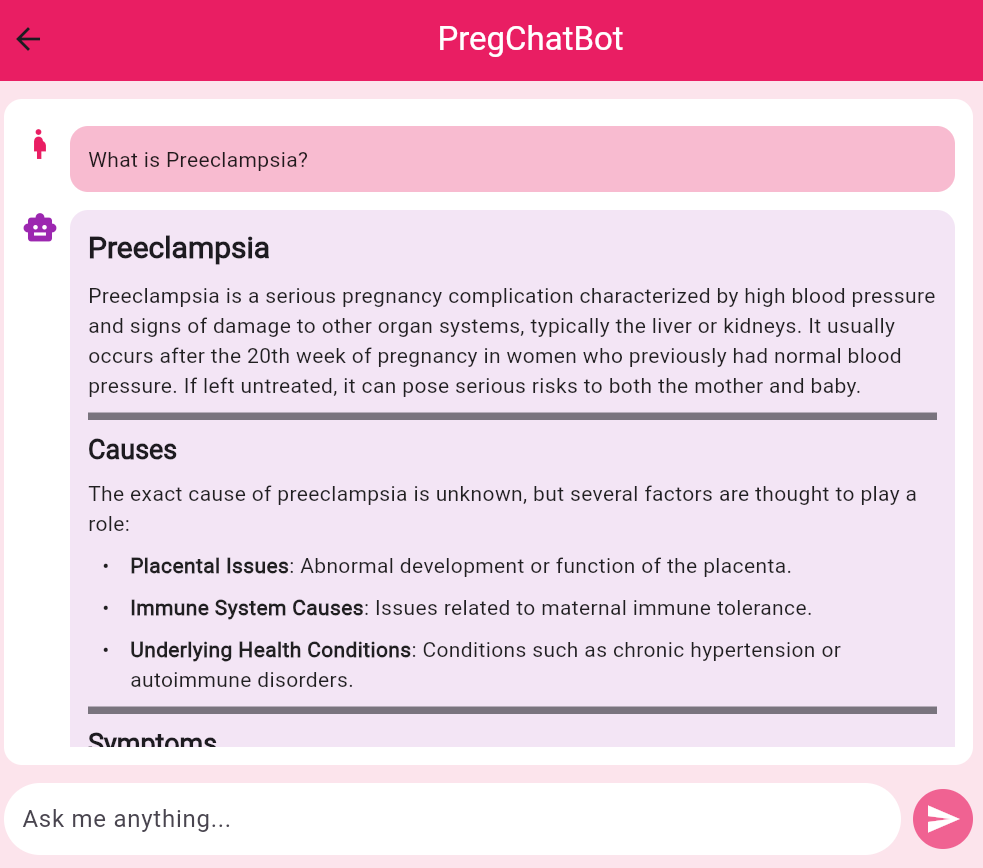 PregChatBot
What is Preeclampsia?
Preeclampsia
Preeclampsia is a serious pregnancy complication characterized by high blood pressure
and signs of damage to other organ systems, typically the liver or kidneys. It usually
occurs after the 20th week of pregnancy in women who previously had normal blood
pressure. If left untreated, it can pose serious risks to both the mother and baby.
Causes
The exact cause of preeclampsia is unknown, but several factors are thought to play a
role:
• Placental Issues: Abnormal development or function of the placenta.
• Immune System Causes: Issues related to maternal immune tolerance.
• Underlying Health Conditions: Conditions such as chronic hypertension or
autoimmune disorders.
Symptoms
Ask me anything...